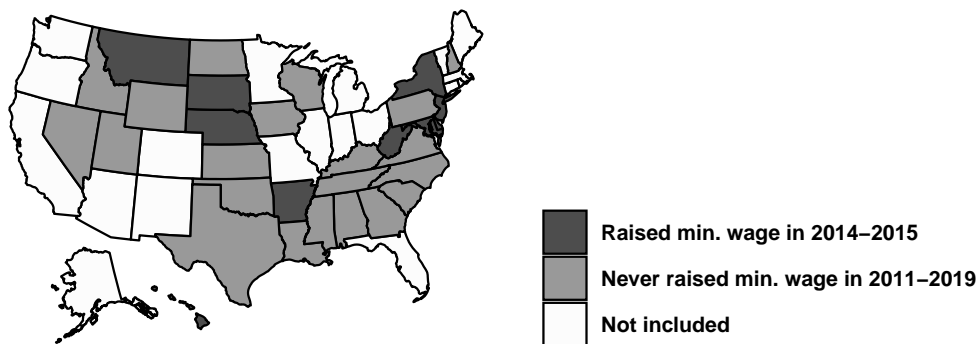 Raised min. wage in 2014−2015
Never raised min. wage in 2011−2019
Not included